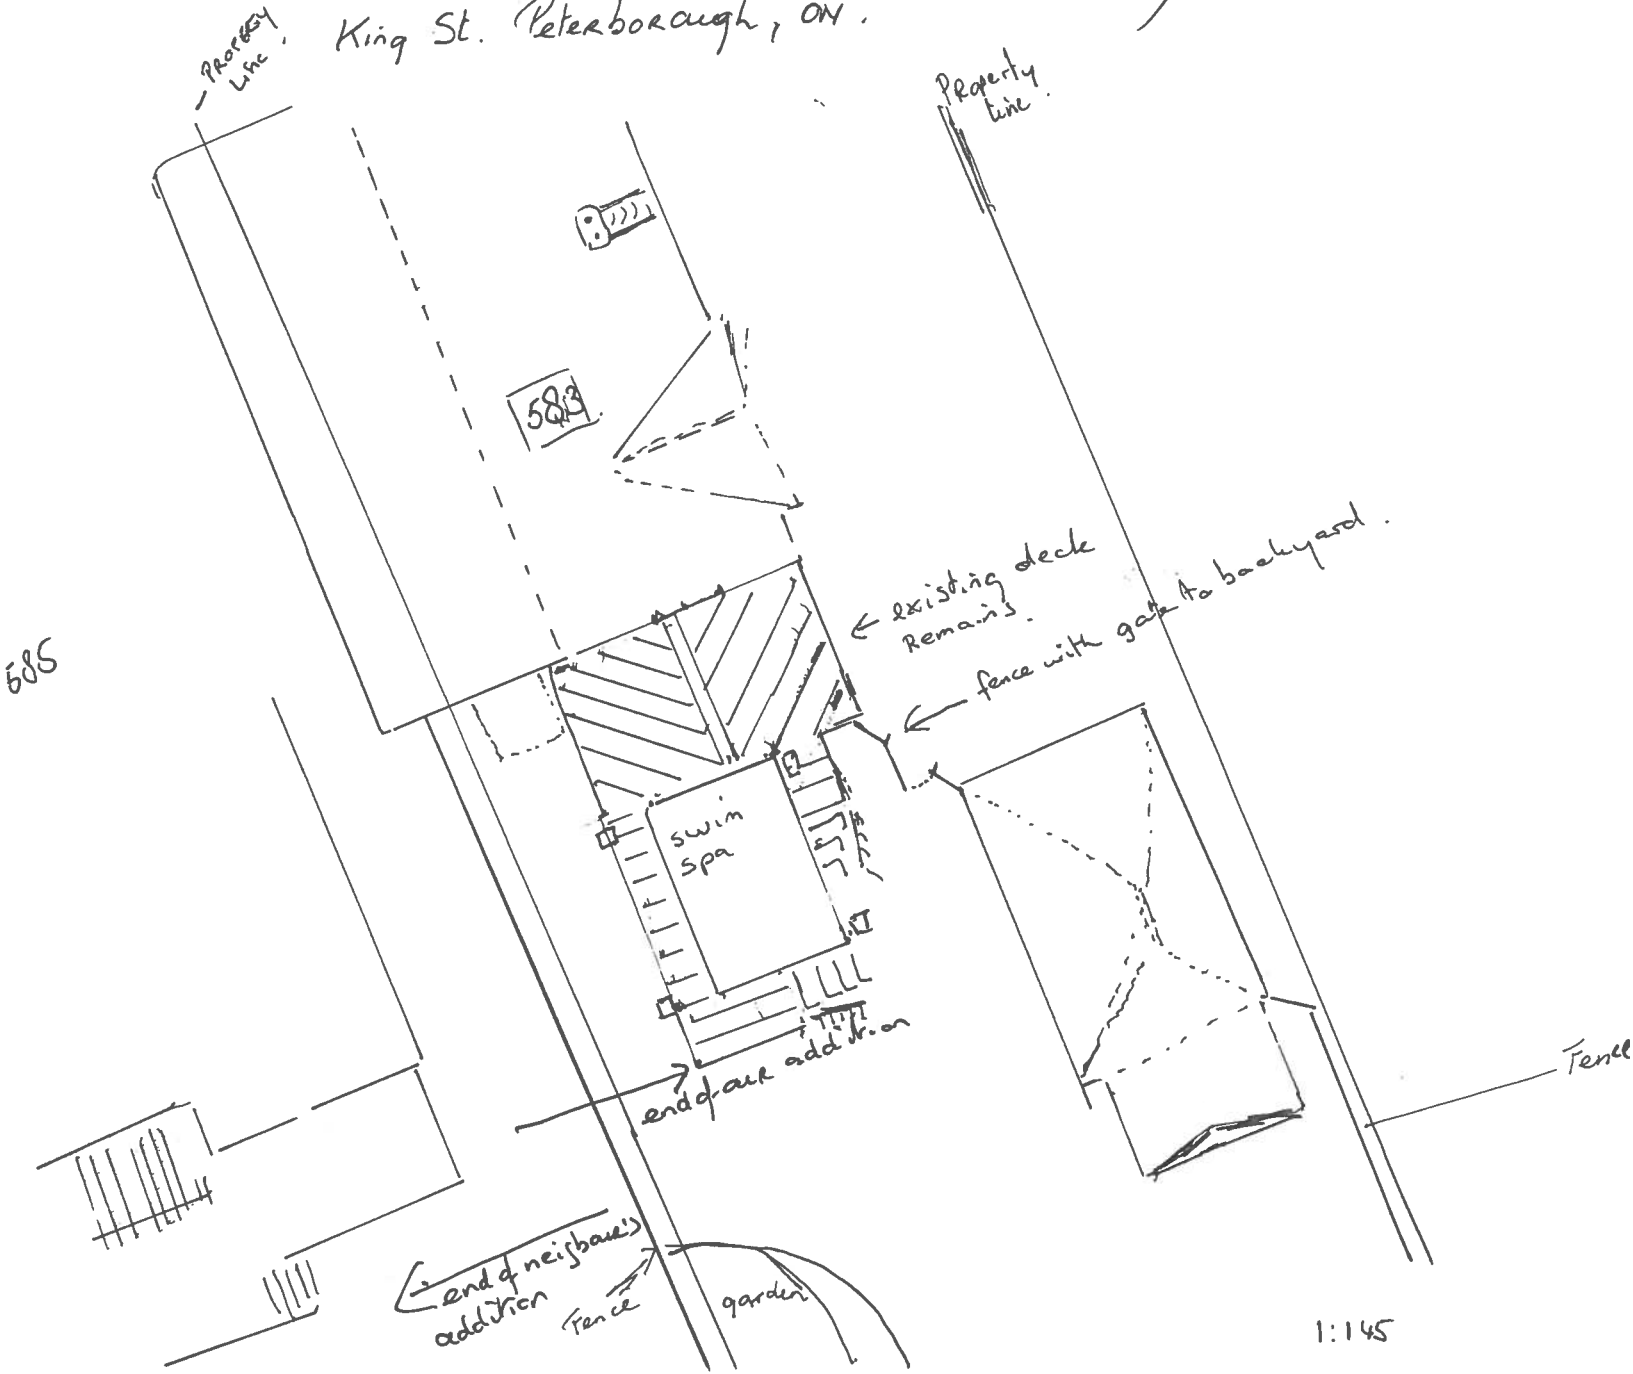 King St. Peterborough, ON.
PROPERTY
Line.
Property
Line.
583
existing deck
Remains.
fence with gate to backyard.
585
swim
spa
end of our addition
Fence
end of neigbour's
addition
Fence
garden
1:145